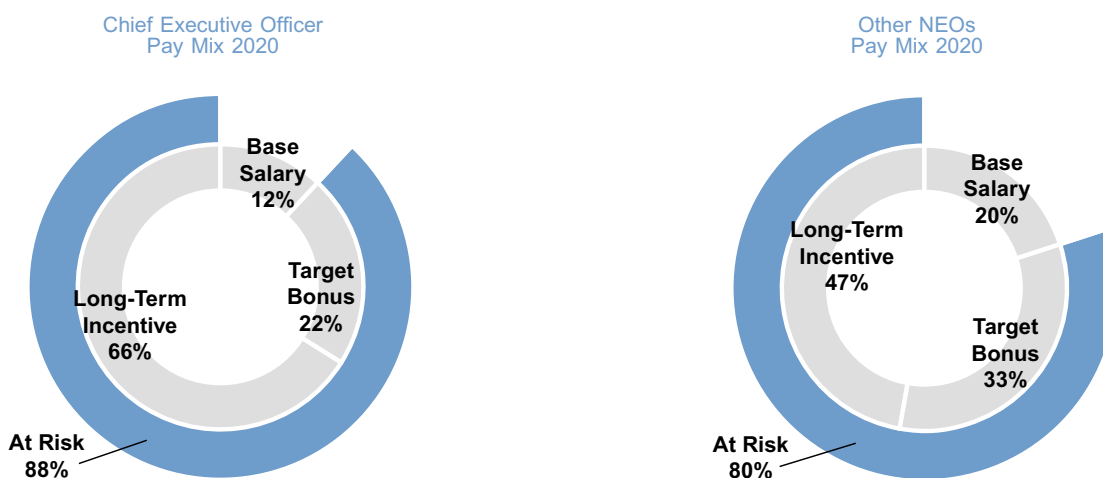 Chief Executive Officer
Pay Mix 2020
Base
Salary
12%
Target
Bonus
22%
Long-Term
Incentive
66%
At Risk
88%
Other NEOs
Pay Mix 2020
Base
Salary
20%
Long-Term
Incentive
47%
Target
Bonus
33%
At Risk
80%